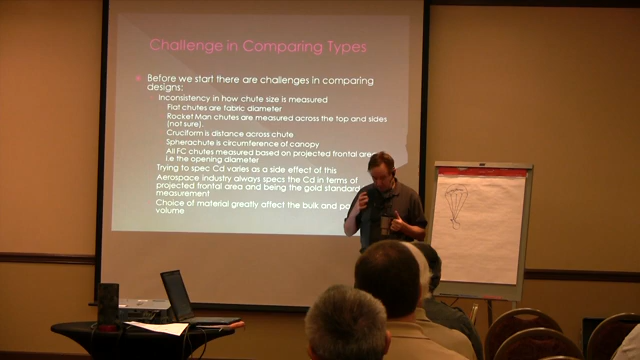 Challenge in Comparing Types
Before we start there are challenges in comparing
designs:
Inconsistency in how chute size is measured
Flat chutes are fabric diameter
Rocket Man chutes are measured across the top and sides
(not sure).
Cruciform is distance across chute
Spherachute is circumference of canopy
All FC chutes measured based on projected frontal area
i.e the opening diameter
Trying to spec Cd varies as a side effect of this
Aerospace industry always specs the Cd in terms of
projected frontal area and being the gold standard
measurement
Choice of material greatly affect the bulk and
volume